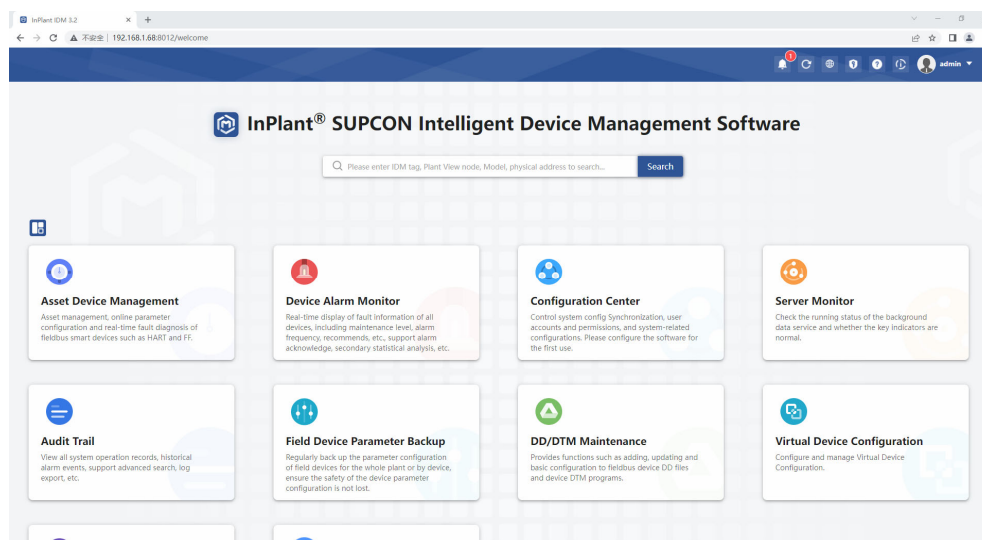 InPlant IDM 3.2
不安全 192.168.1.68:8012/welcome
1
admin
InPlant® SUPCON Intelligent Device Management Software
Please enter IDM tag, Plant View node, Model, physical address to search...
Search
Asset Device Management
Asset management, online parameter
configuration and real-time fault diagnosis of
fieldbus smart devices such as HART and FF.
Device Alarm Monitor
Real-time display of fault information of all
devices, including maintenance level, alarm
frequency, recommends, etc., support alarm
acknowledge, secondary statistical analysis, etc.
Configuration Center
Control system config Synchronization, user
accounts and permissions, and system-related
configurations. Please configure the software for
the first use.
Server Monitor
Check the running status of the background
data service and whether the key indicators are
normal.
Audit Trail
View all system operation records, historical
alarm events, support advanced search, log
export, etc.
Field Device Parameter Backup
Regularly back up the parameter configuration
of field devices for the whole plant or by device,
ensure the safety of the device parameter
configuration is not lost.
DD/DTM Maintenance
Provides functions such as adding, updating and
basic configuration to fieldbus device DD files
and device DTM programs.
Virtual Device Configuration
Configure and manage Virtual Device
Configuration.